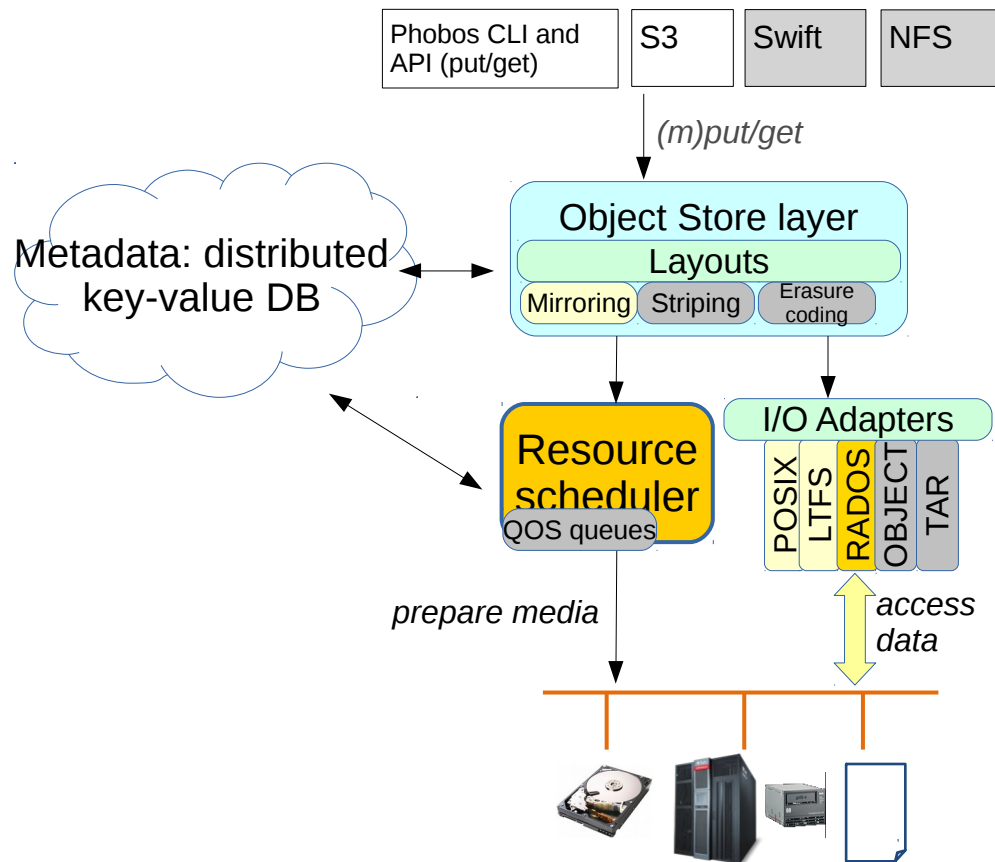 Phobos CLI and
API (put/get)
S3
Swift
NFS
(m)put/get
Object Store layer
Layouts
Mirroring
Striping
Erasure
coding
Metadata: distributed
key-value DB
Resource
scheduler
QOS queues
I/O Adapters
POSIX
LTFS
RADOS
OBJECT
TAR
prepare media
access
data